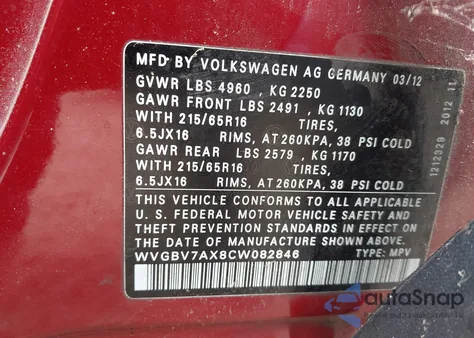 MFD BY VOLKSWAGEN AG GERMANY 03/12
GVWR LBS 4960 , KG 2250
GAWR FRONT LBS 2491 , KG 1130
WITH 215/65R16 TIRES,
6.5JX16 RIMS, AT 260KPA, 38 PSI COLD
GAWR REAR LBS 2579 , KG 1170
WITH 215/65R16 TIRES,
6.5JX16 RIMS, AT 260KPA, 38 PSI COLD
THIS VEHICLE CONFORMS TO ALL APPLICABLE
U. S. FEDERAL MOTOR VEHICLE SAFETY AND
THEFT PREVENTION STANDARDS IN EFFECT ON
THE DATE OF MANUFACTURE SHOWN ABOVE.
WVGBV7AX8CW082846 TYPE: MPV
1212329 2012 11
autoSnap